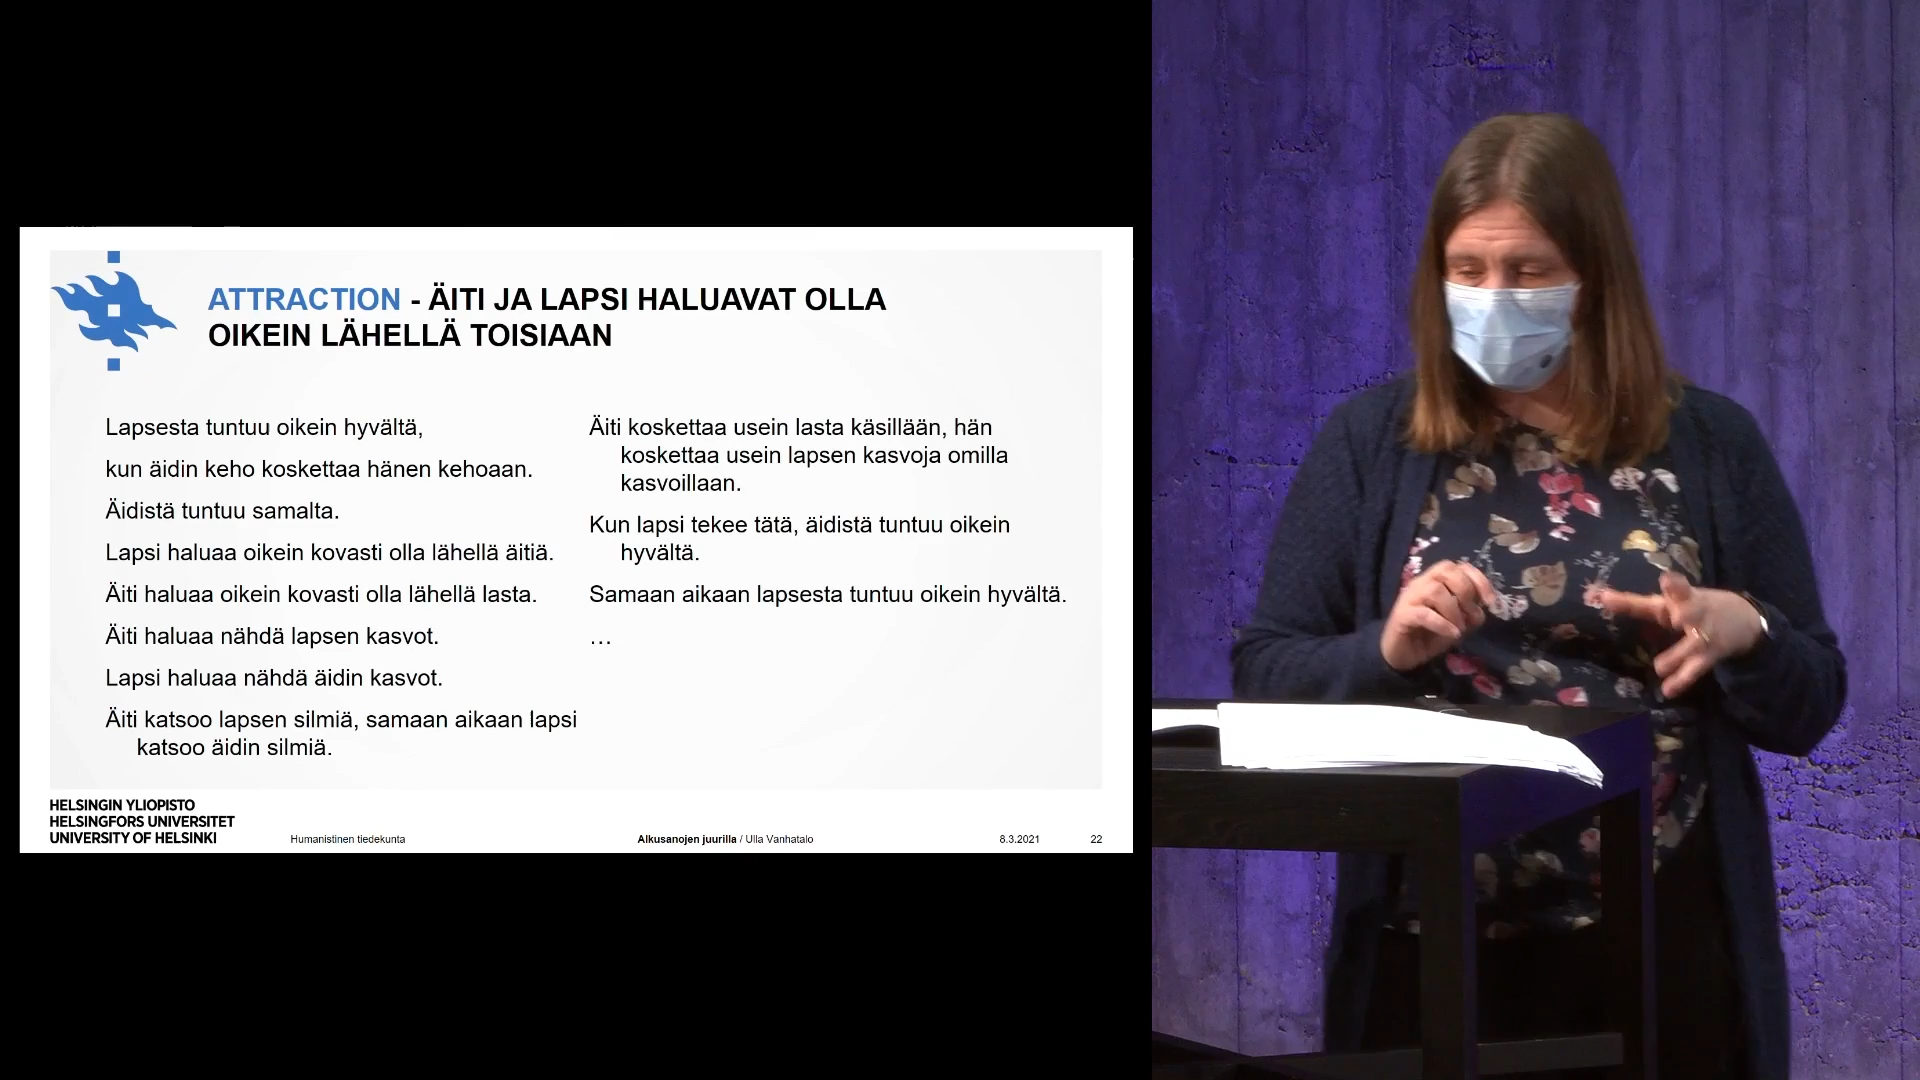 ATTRACTION - ÄITI JA LAPSI HALUAVAT OLLA
OIKEIN LÄHELLÄ TOISIAAN
Lapsesta tuntuu oikein hyvältä,
kun äidin keho koskettaa hänen kehoaan.
Äidistä tuntuu samalta.
Lapsi haluaa oikein kovasti olla lähellä äitiä.
Äiti haluaa oikein kovasti olla lähellä lasta.
Äiti haluaa nähdä lapsen kasvot.
Lapsi haluaa nähdä äidin kasvot.
Äiti katsoo lapsen silmiä, samaan aikaan lapsi
katsoo äidin silmiä.
Äiti koskettaa usein lasta käsillään, hän
koskettaa usein lapsen kasvoja omilla
kasvoillaan.
Kun lapsi tekee tätä, äidistä tuntuu oikein
hyvältä.
Samaan aikaan lapsesta tuntuu oikein hyvältä.
…
HELSINGIN YLIOPISTO
HELSINGFORS UNIVERSITET
UNIVERSITY OF HELSINKI
Humanistinen tiedekunta
Alkusanojen juurilla / Ulla Vanhatalo
8.3.2021
22